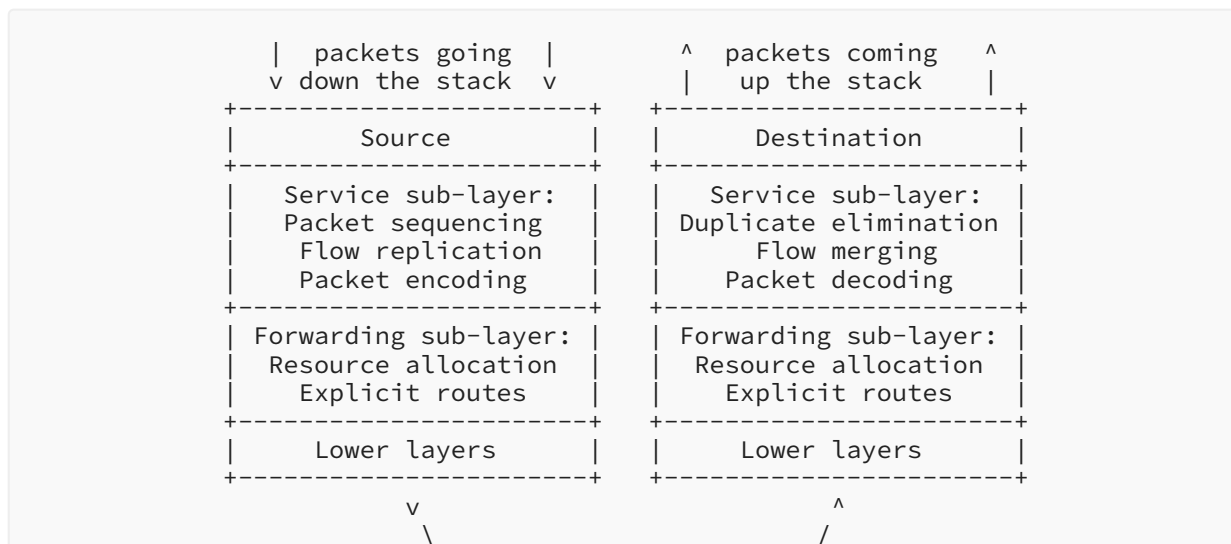 |  packets going  |        ^  packets coming   ^
v down the stack  v        |   up the stack    |
+-----------------------+   +-----------------------+
|        Source         |   |      Destination      |
+-----------------------+   +-----------------------+
|   Service sub-layer:  |   |   Service sub-layer:  |
|   Packet sequencing   |   | Duplicate elimination |
|    Flow replication   |   |      Flow merging     |
|    Packet encoding    |   |    Packet decoding    |
+-----------------------+   +-----------------------+
| Forwarding sub-layer: |   | Forwarding sub-layer: |
|  Resource allocation  |   |  Resource allocation  |
|    Explicit routes    |   |    Explicit routes    |
+-----------------------+   +-----------------------+
|     Lower layers      |   |     Lower layers      |
+-----------------------+   +-----------------------+
            v                           ^
             \                         /